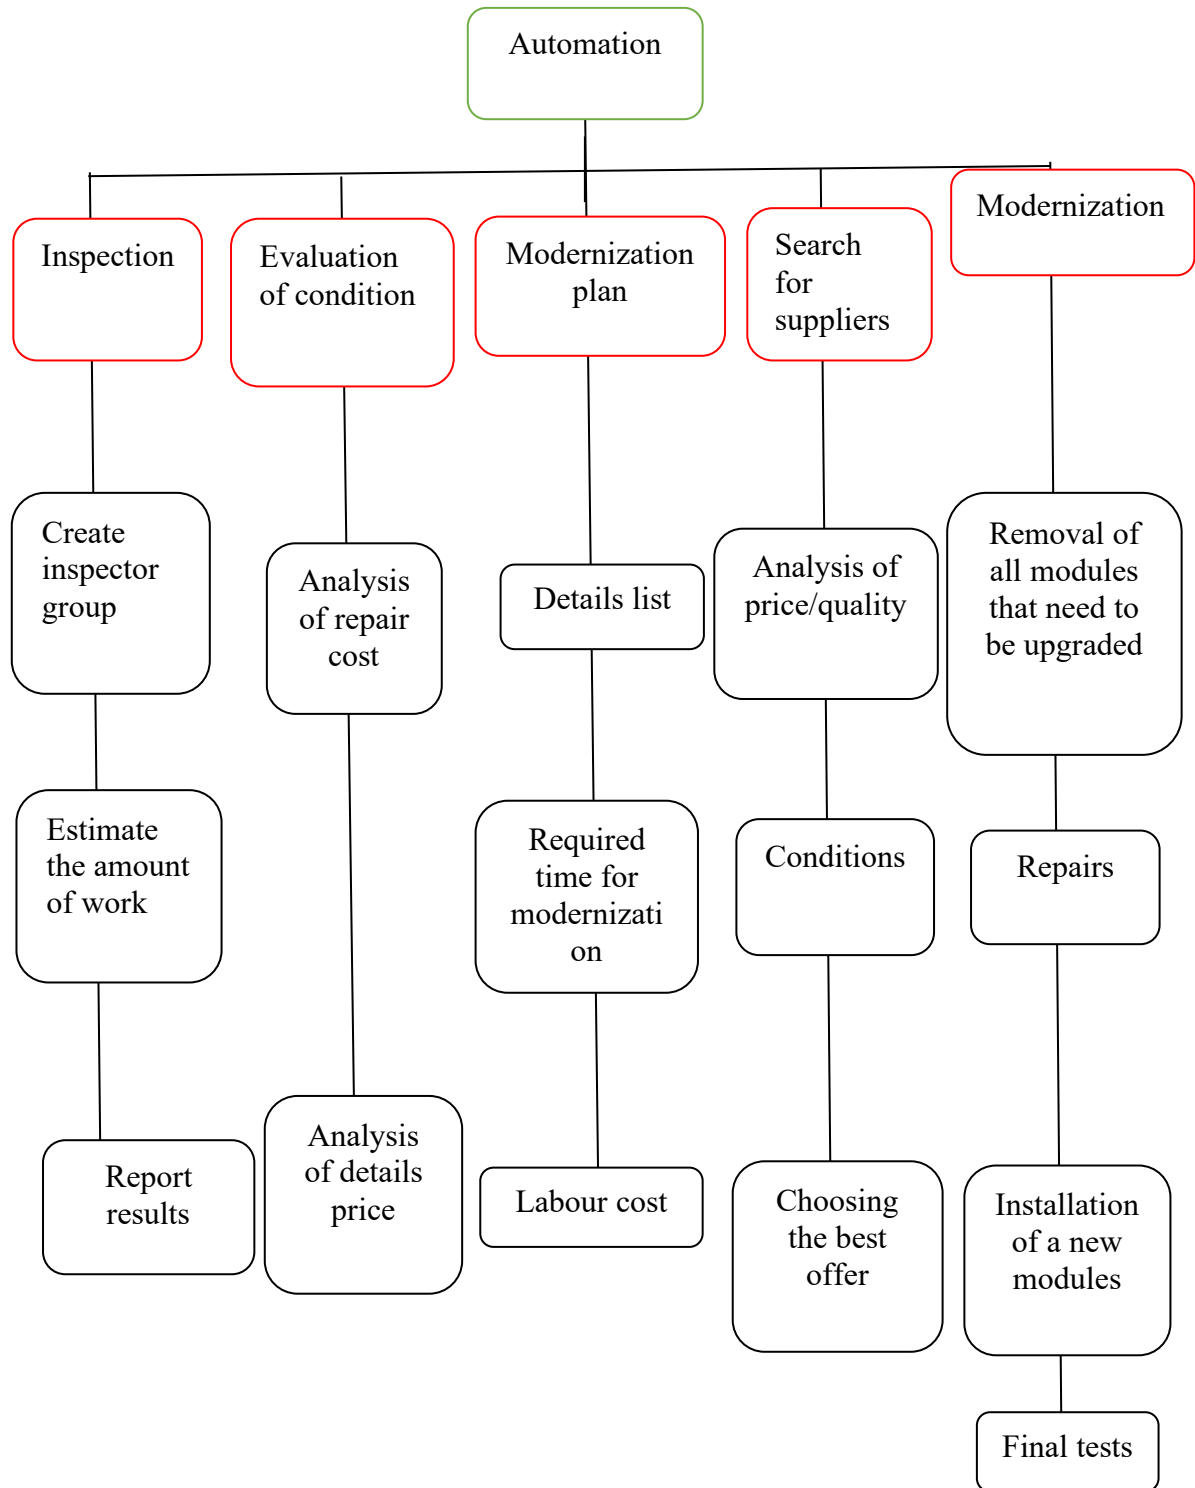 Automation
Inspection
Evaluation
of condition
Modernization
plan
Search
for
suppliers
Modernization
Create
inspector
group
Analysis
of repair
cost
Details list
Analysis of
price/quality
Removal of
all modules
that need to
be upgraded
Estimate
the amount
of work
Required
time for
modernizati
on
Conditions
Repairs
Report
results
Analysis
of details
price
Labour cost
Choosing
the best
offer
Installation
of a new
modules
Final tests